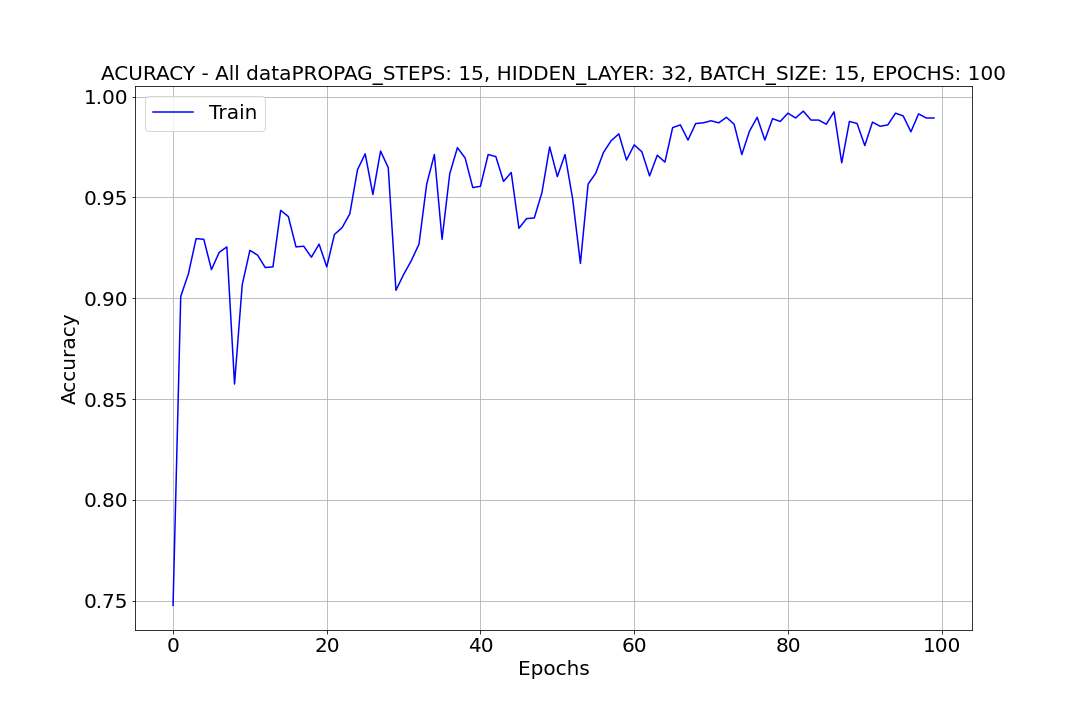 ACURACY - All dataPROPAG_STEPS: 15, HIDDEN_LAYER: 32, BATCH_SIZE: 15, EPOCHS: 100
1.00
Train
0.95
0.90
Accuracy
0.85
0.80
0.75
0 20 40 60 80 100
Epochs